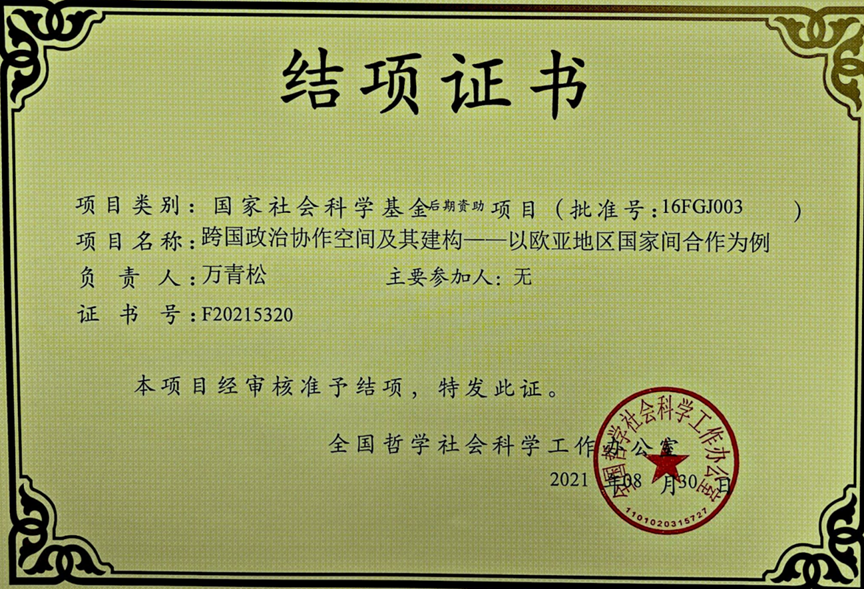 结项证书
项目类别：国家社会科学基金后期资助项目（批准号：16FGJ003）
项目名称：跨国政治协作空间及其建构——以欧亚地区国家间合作为例
负责人：万青松 主要参加人：无
证书号：F20215320
本项目经审核准予结项，特发此证。
全国哲学社会科学工作办公室
2021年08月30日
全国哲学社会科学工作办公室
1101020315727